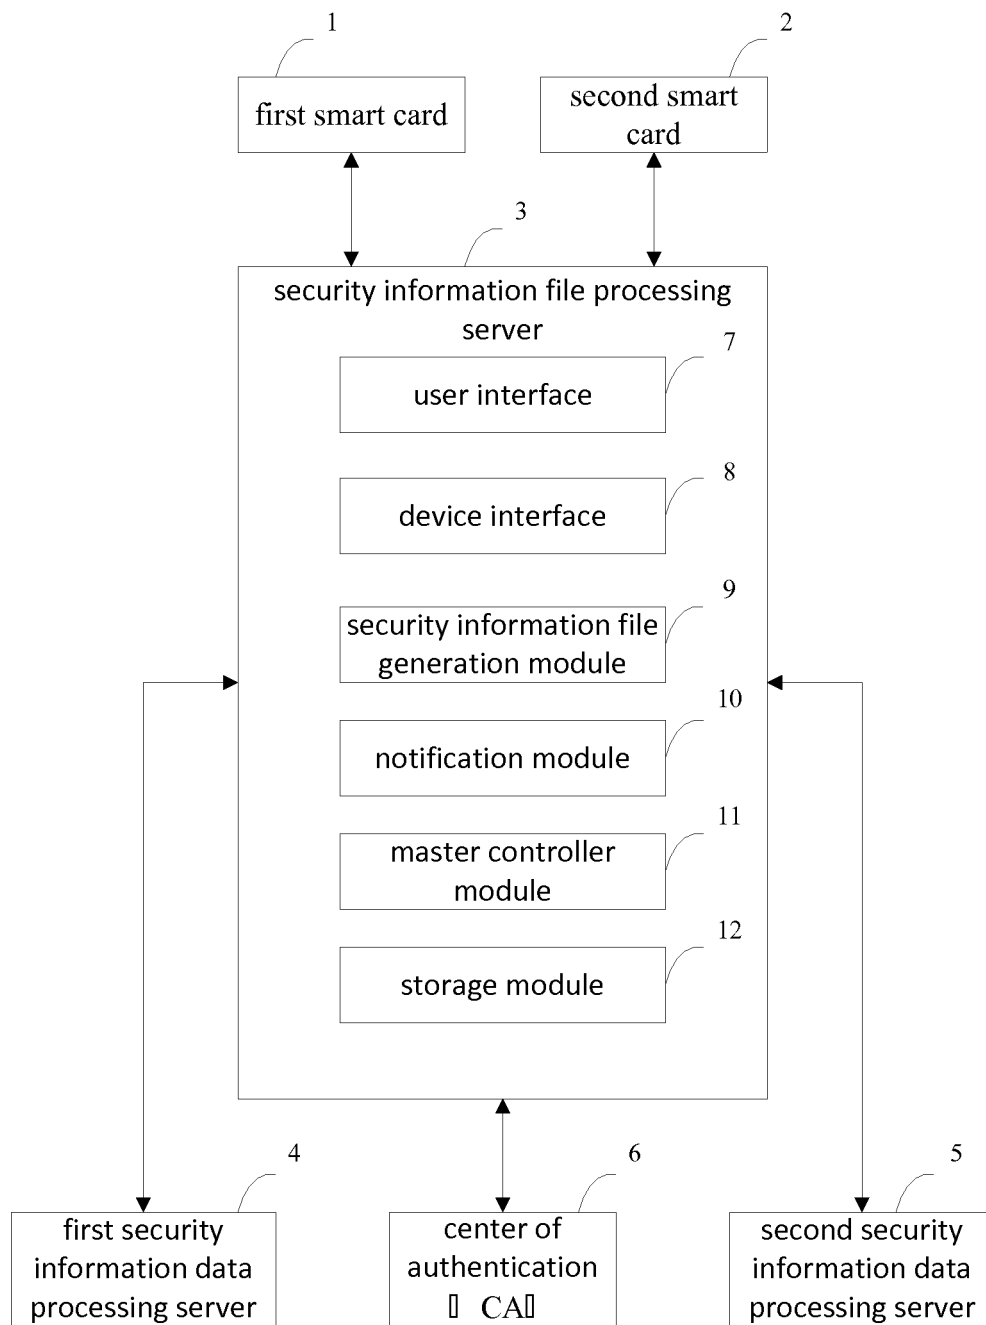 1
2
first smart card
second smart
card
3
security information file processing
server
7
user interface
8
device interface
9
security information file
generation module
10
notification module
11
master controller
module
12
storage module
4
6
5
first security
information data
processing server
center of
authentication
▯ CA▯
second security
information data
processing server